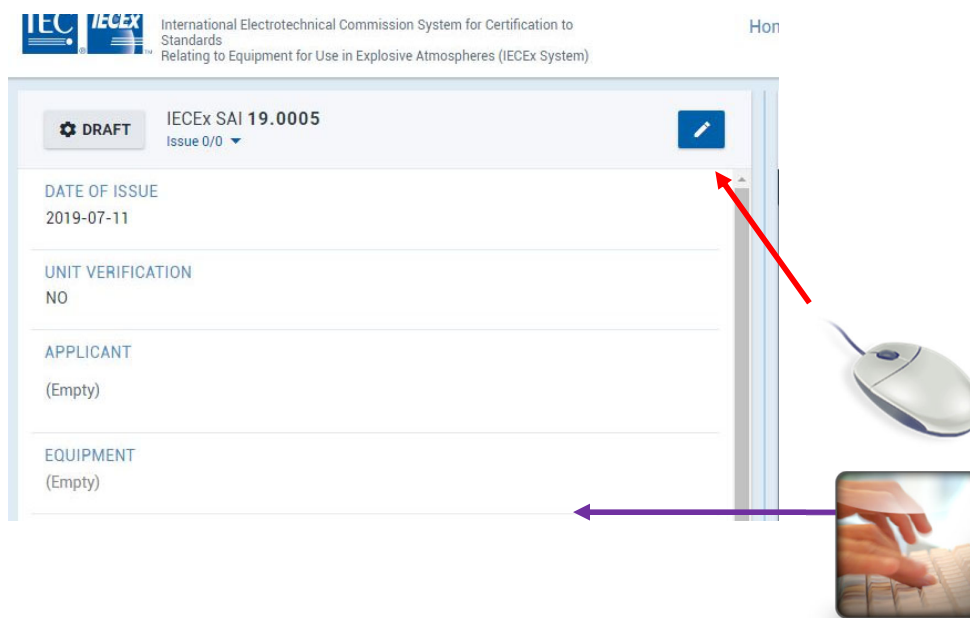 IEC IECEx International Electrotechnical Commission System for Certification to
Standards
Relating to Equipment for Use in Explosive Atmospheres (IECEx System)
DRAFT
IECEx SAI 19.0005
Issue 0/0
DATE OF ISSUE
2019-07-11
UNIT VERIFICATION
NO
APPLICANT
(Empty)
EQUIPMENT
(Empty)